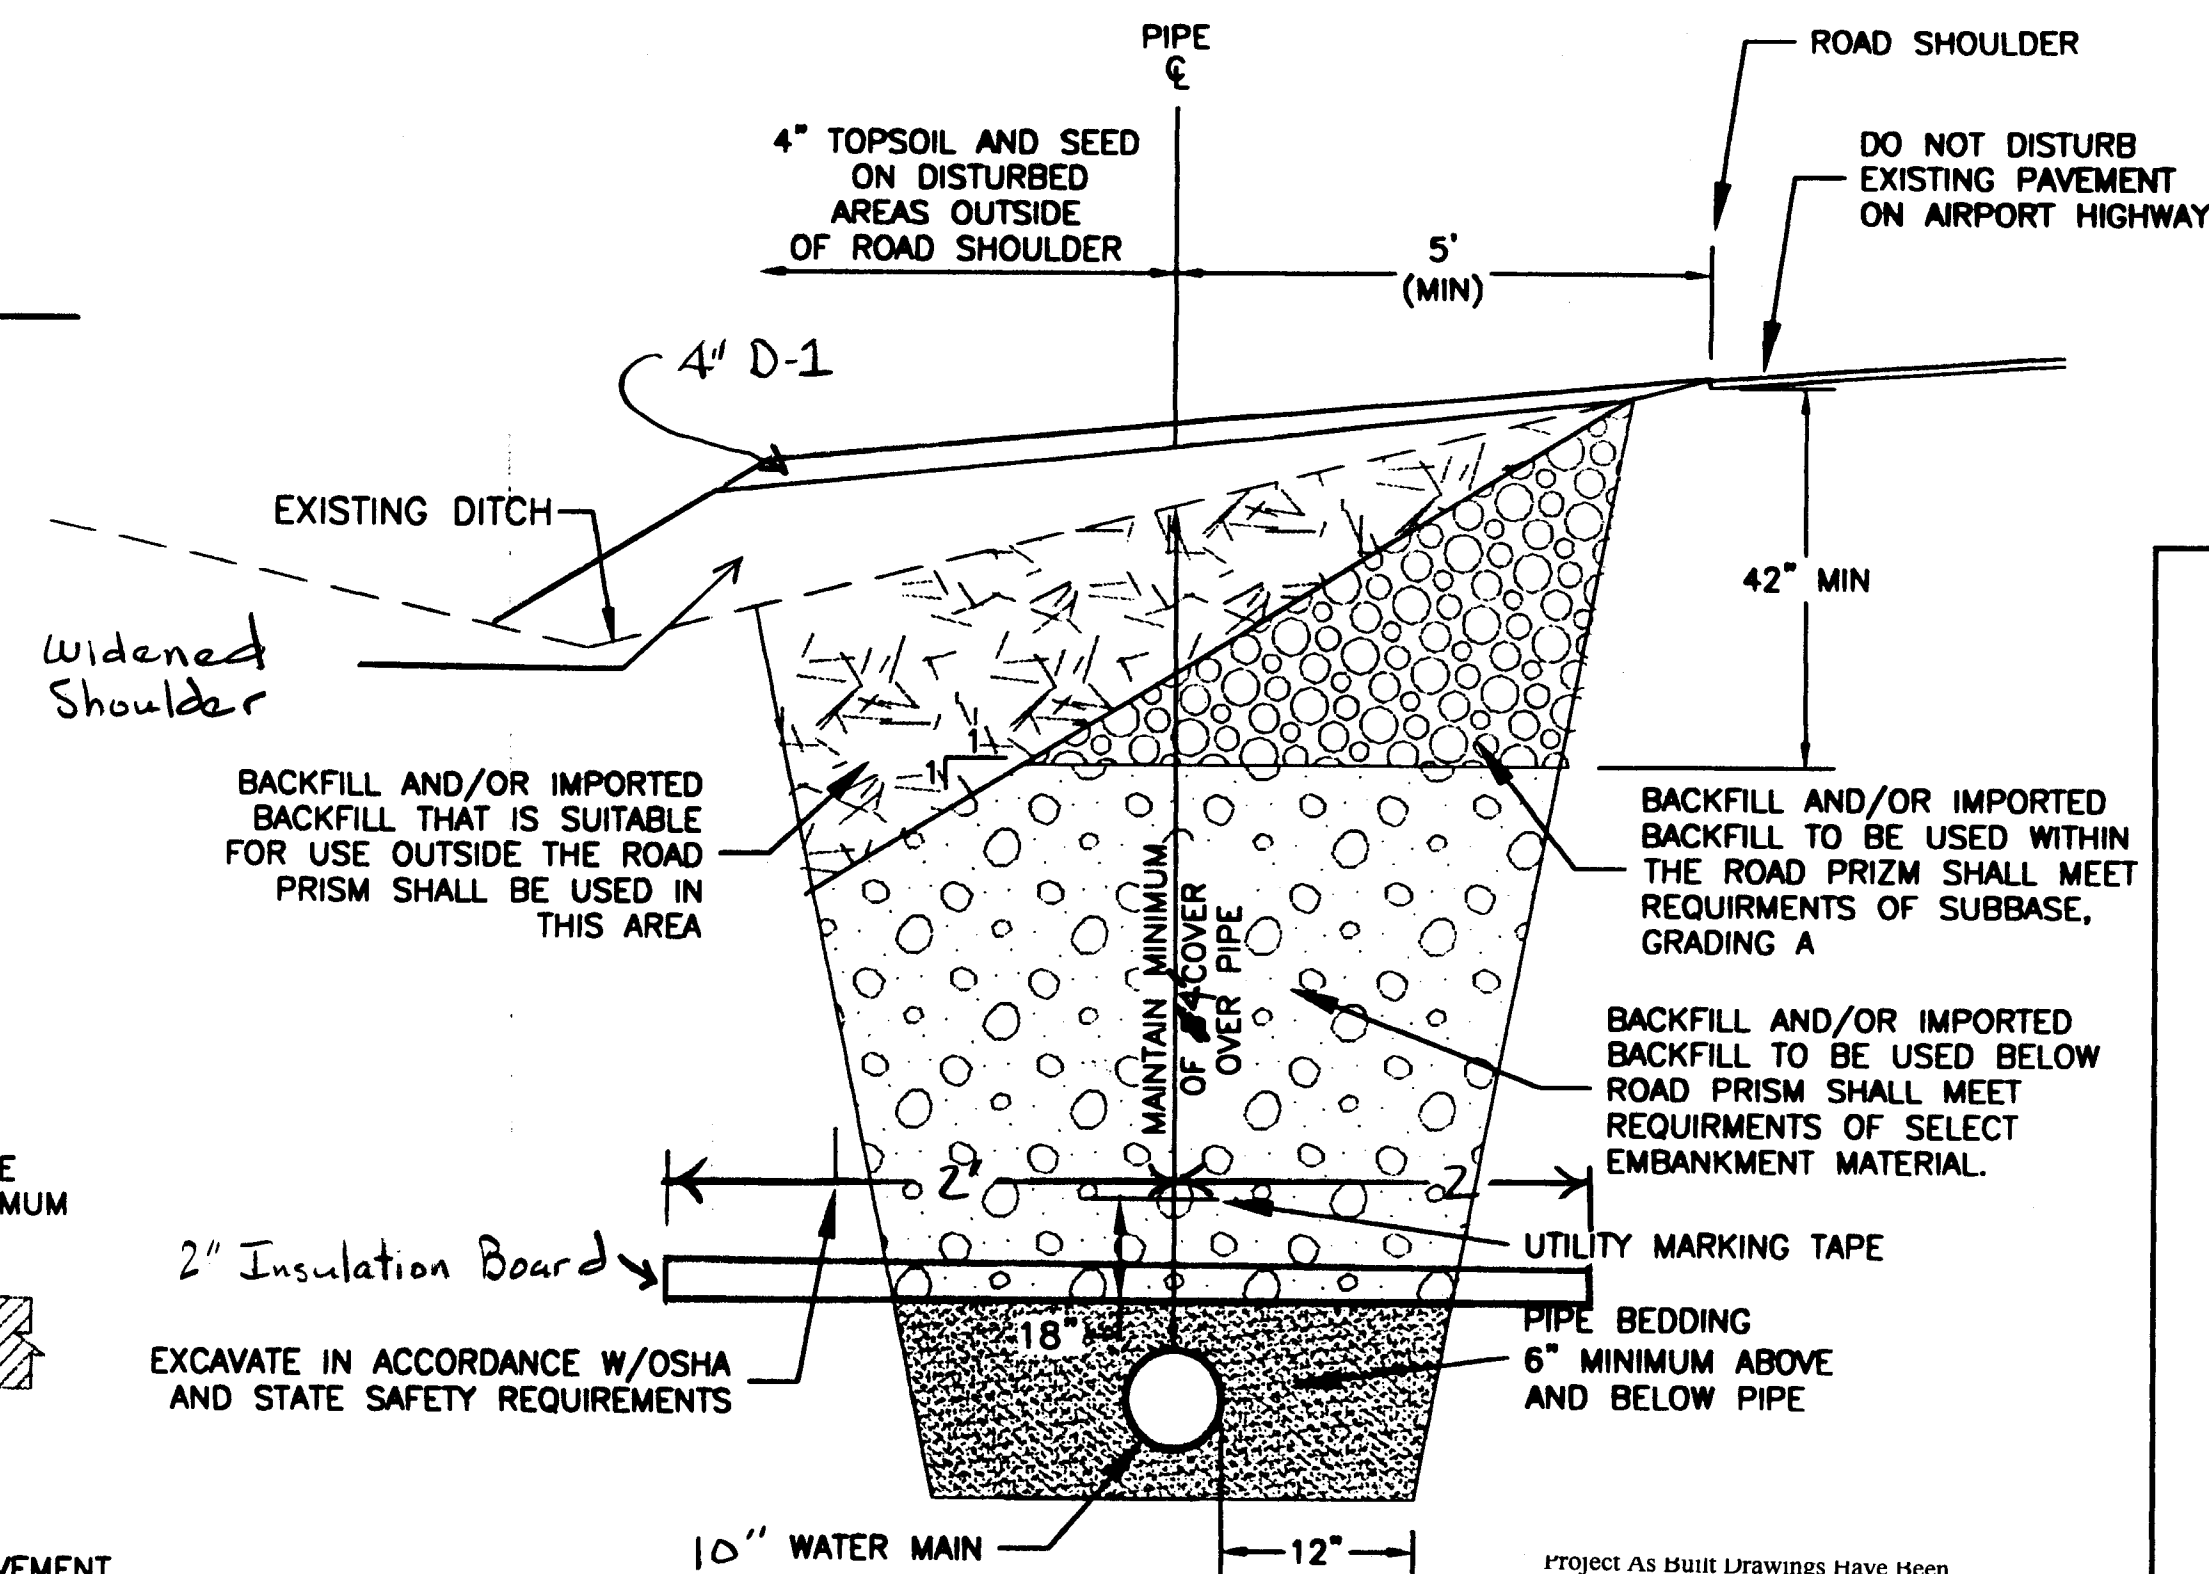 PIPE
℄
ROAD SHOULDER
4" TOPSOIL AND SEED
ON DISTURBED
AREAS OUTSIDE
OF ROAD SHOULDER
DO NOT DISTURB
EXISTING PAVEMENT
ON AIRPORT HIGHWAY
5'
(MIN)
4" D-1
EXISTING DITCH
42" MIN
Widened
Shoulder
1
1
BACKFILL AND/OR IMPORTED
BACKFILL THAT IS SUITABLE
FOR USE OUTSIDE THE ROAD
PRISM SHALL BE USED IN
THIS AREA
BACKFILL AND/OR IMPORTED
BACKFILL TO BE USED WITHIN
THE ROAD PRIZM SHALL MEET
REQUIRMENTS OF SUBBASE,
GRADING A
MAINTAIN MINIMUM
OF 4' COVER
OVER PIPE
BACKFILL AND/OR IMPORTED
BACKFILL TO BE USED BELOW
ROAD PRISM SHALL MEET
REQUIRMENTS OF SELECT
EMBANKMENT MATERIAL.
E
MUM
2"
2
UTILITY MARKING TAPE
2" Insulation Board
18"
PIPE BEDDING
6" MINIMUM ABOVE
AND BELOW PIPE
EXCAVATE IN ACCORDANCE W/OSHA
AND STATE SAFETY REQUIREMENTS
10" WATER MAIN
12"
VEMENT
Project As Built Drawings Have Been